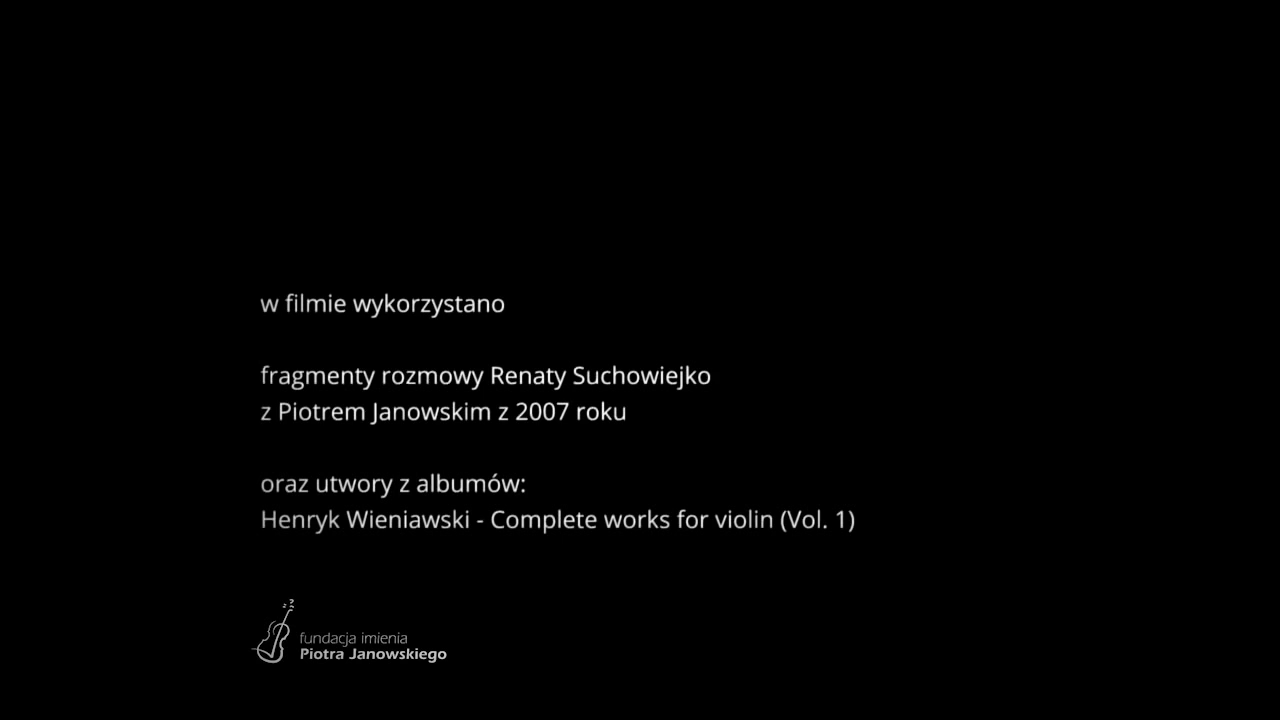 w filmie wykorzystano
fragmenty rozmowy Renaty Suchowiejko
z Piotrem Janowskim z 2007 roku
oraz utwory z albumów:
Henryk Wieniawski - Complete works for violin (Vol. 1)
fundacja imienia
Piotra Janowskiego